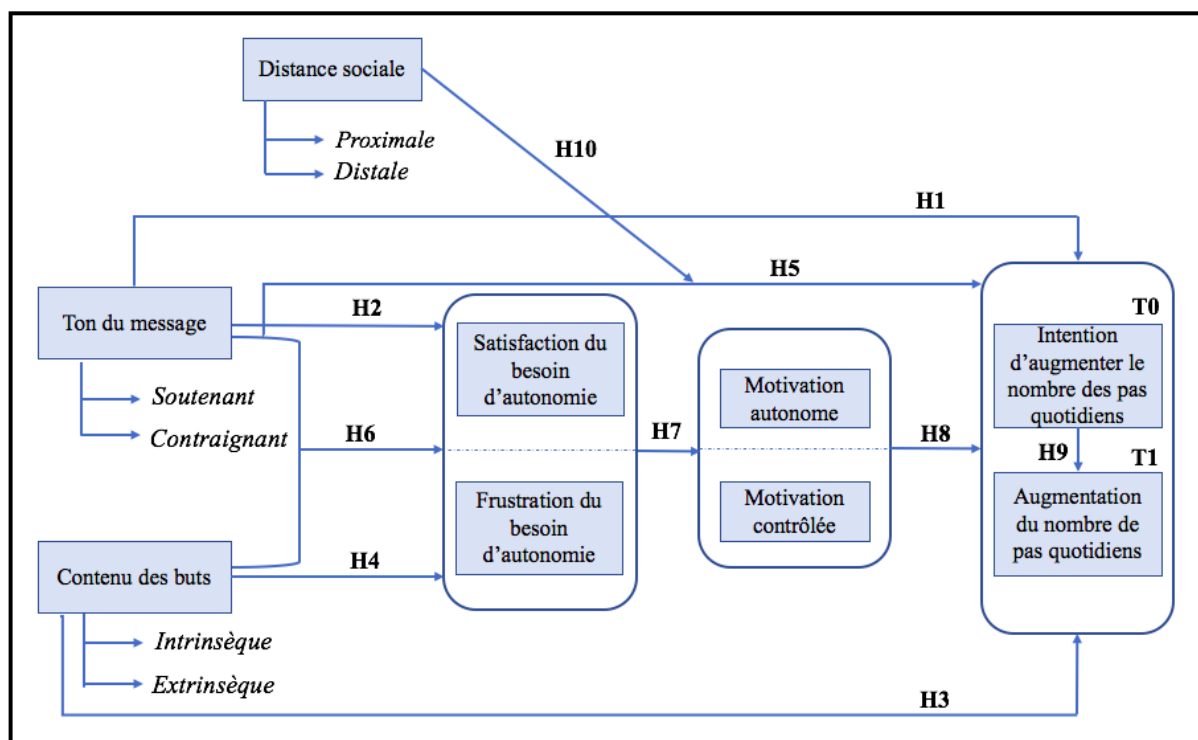 Distance sociale
Proximale
Distale
H10
H1
H5
Ton du message
H2
Soutenant
Contraignant
H6
Satisfaction du
besoin
d'autonomie
Frustration du
besoin
d'autonomie
H7
Motivation
autonome
Motivation
contrôlée
H8
T0
Intention
d'augmenter le
nombre des pas
quotidiens
H9
T1
Augmentation
du nombre de
pas quotidiens
Contenu des buts
H4
Intrinsèque
Extrinsèque
H3